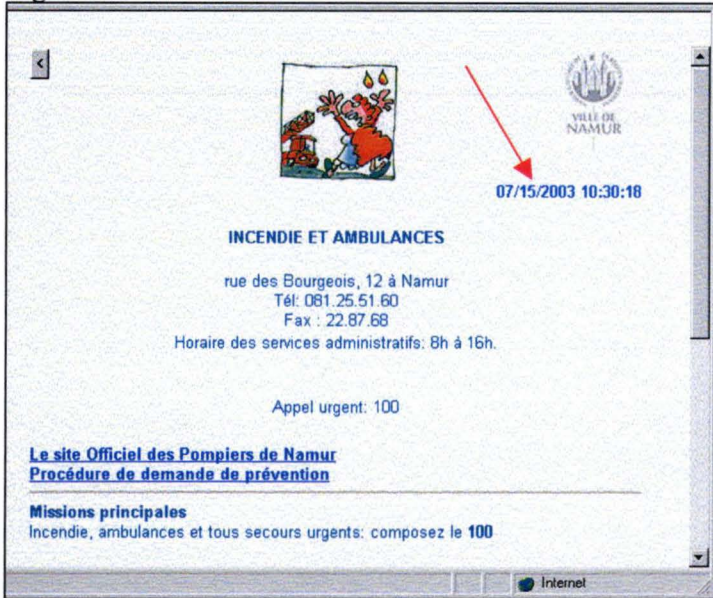 <
VILLE DE
NAMUR
07/15/2003 10:30:18
INCENDIE ET AMBULANCES
rue des Bourgeois, 12 à Namur
Tél: 081.25.51.60
Fax : 22.87.68
Horaire des services administratifs: 8h à 16h.
Appel urgent: 100
Le site Officiel des Pompiers de Namur
Procédure de demande de prévention
Missions principales
Incendie, ambulances et tous secours urgents: composez le 100
Internet